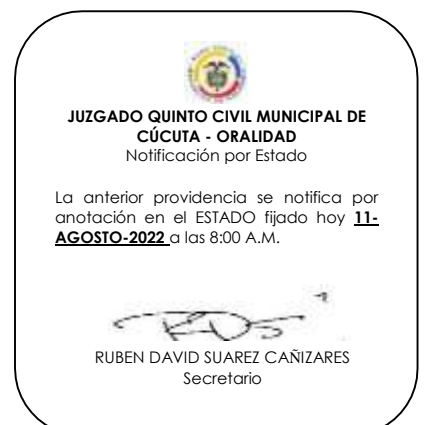 JUZGADO QUINTO CIVIL MUNICIPAL DE
CÚCUTA - ORALIDAD
Notificación por Estado
La anterior providencia se notifica por
anotación en el ESTADO fijado hoy 11-
AGOSTO-2022 a las 8:00 A.M.
RUBEN DAVID SUAREZ CAÑIZARES
Secretario